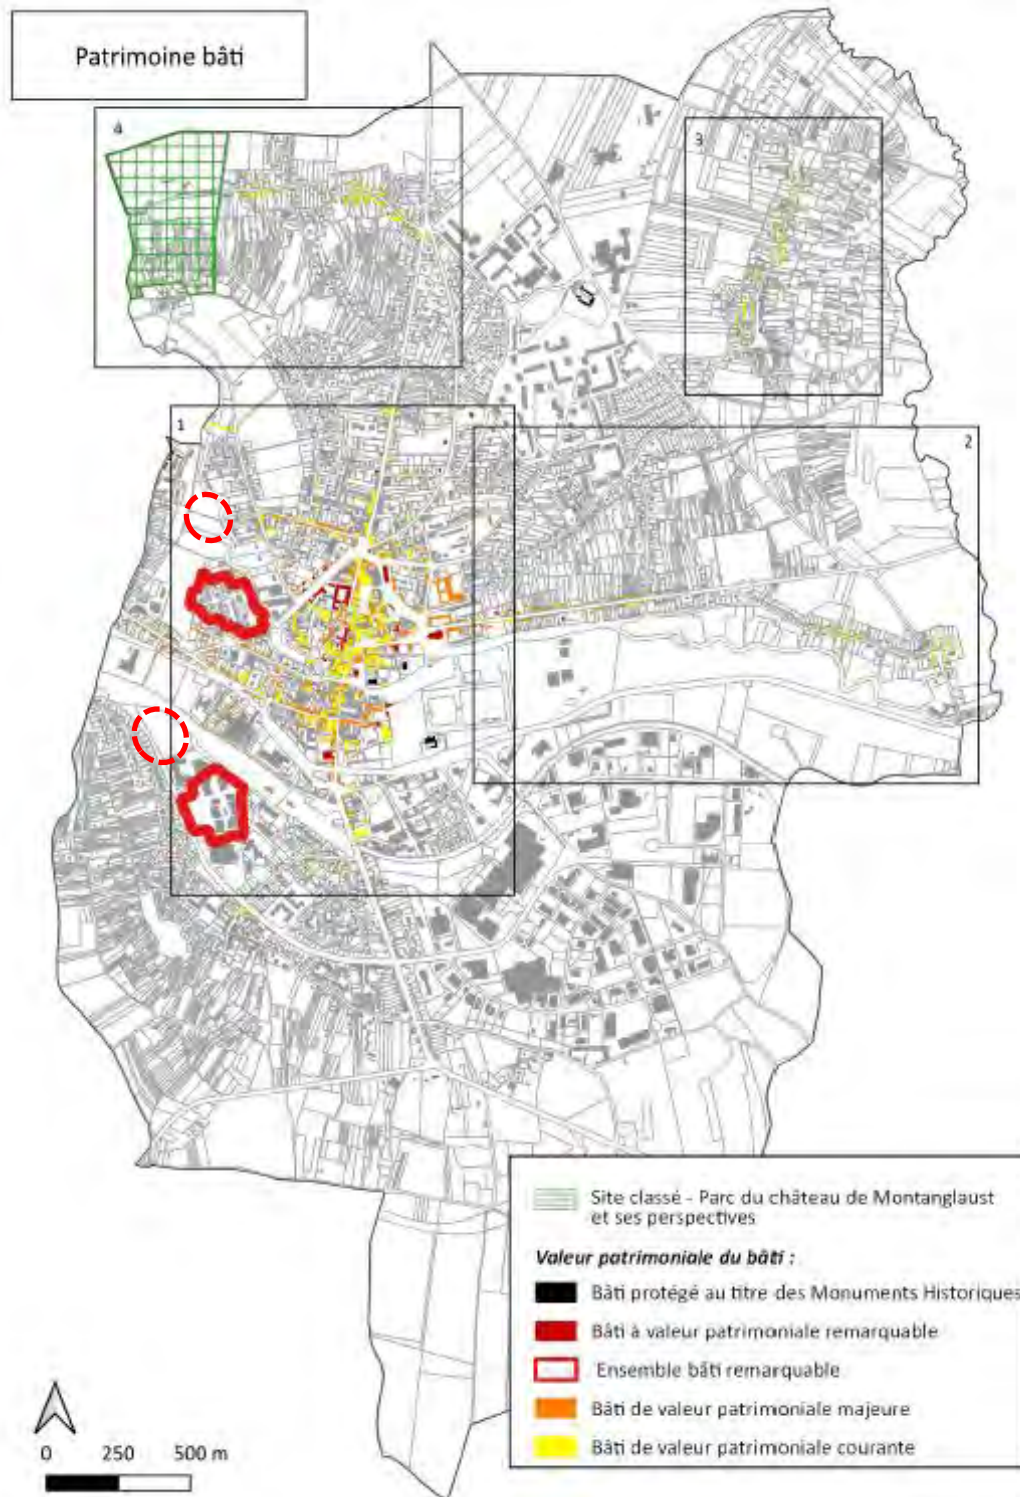 Patrimoine bâti
4
3
1
2
Site classé - Parc du château de Montanglaust
et ses perspectives
Valeur patrimoniale du bâti :
Bâti protégé au titre des Monuments Historiques
Bâti à valeur patrimoniale remarquable
Ensemble bâti remarquable
Bâti de valeur patrimoniale majeure
Bâti de valeur patrimoniale courante
0 250 500 m